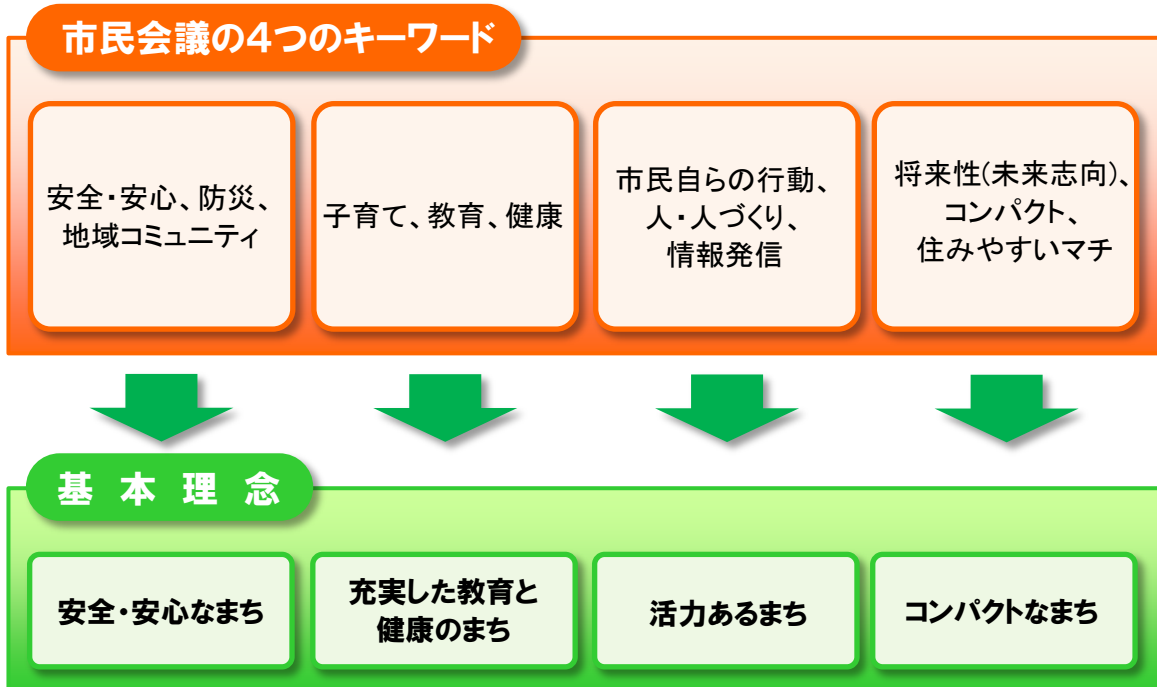 市民会議の4つのキーワード
安全・安心、防災、
地域コミュニティ
子育て、教育、健康
市民自らの行動、
人・人づくり、
情報発信
将来性(未来志向)、
コンパクト、
住みやすいマチ
基 本 理 念
安全・安心なまち
充実した教育と
健康のまち
活力あるまち
コンパクトなまち